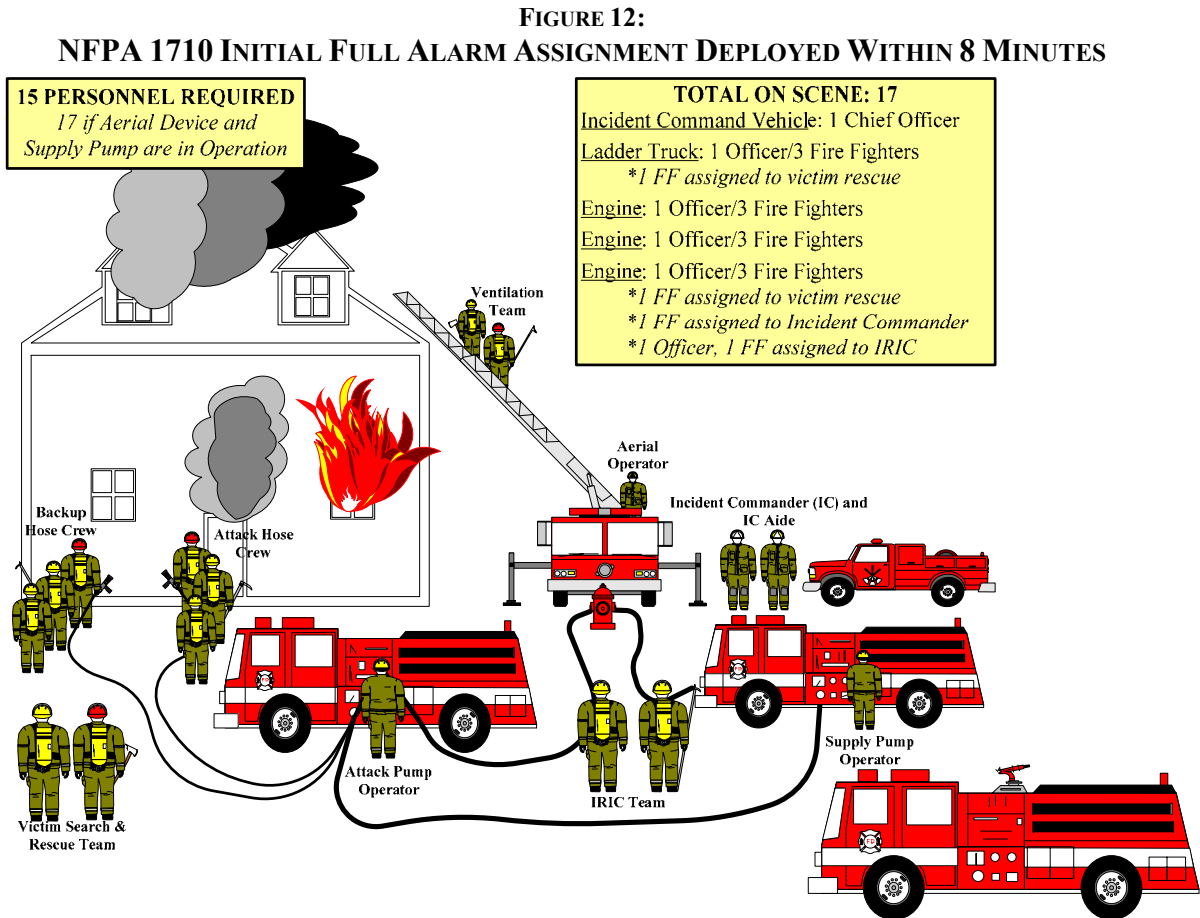 FIGURE 12:
NFPA 1710 INITIAL FULL ALARM ASSIGNMENT DEPLOYED WITHIN 8 MINUTES
15 PERSONNEL REQUIRED
17 if Aerial Device and
Supply Pump are in Operation
TOTAL ON SCENE: 17
Incident Command Vehicle: 1 Chief Officer
Ladder Truck: 1 Officer/3 Fire Fighters
*1 FF assigned to victim rescue
Engine: 1 Officer/3 Fire Fighters
Engine: 1 Officer/3 Fire Fighters
Engine: 1 Officer/3 Fire Fighters
*1 FF assigned to victim rescue
*1 FF assigned to Incident Commander
*1 Officer, 1 FF assigned to IRIC
Ventilation
Team
Aerial
Operator
Incident Commander (IC) and
IC Aide
Backup
Hose Crew
Attack Hose
Crew
FD
FD
Attack Pump
Operator
IRIC Team
Supply Pump
Operator
Victim Search &
Rescue Team
FD